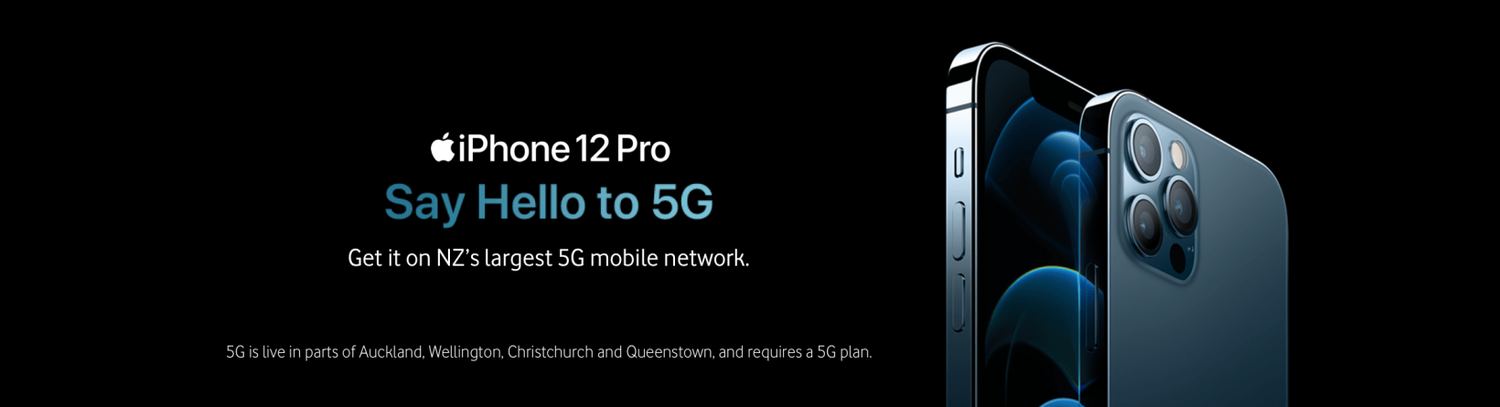 iPhone 12 Pro
Say Hello to 5G
Get it on NZ’s largest 5G mobile network.
5G is live in parts of Auckland, Wellington, Christchurch and Queenstown, and requires a 5G plan.